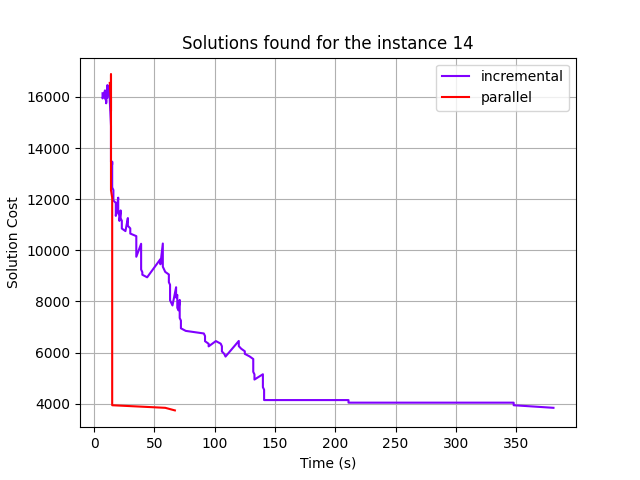 Solutions found for the instance 14
incremental
parallel
16000
14000
12000
10000
8000
6000
4000
Solution Cost
0 50 100 150 200 250 300 350
Time (s)